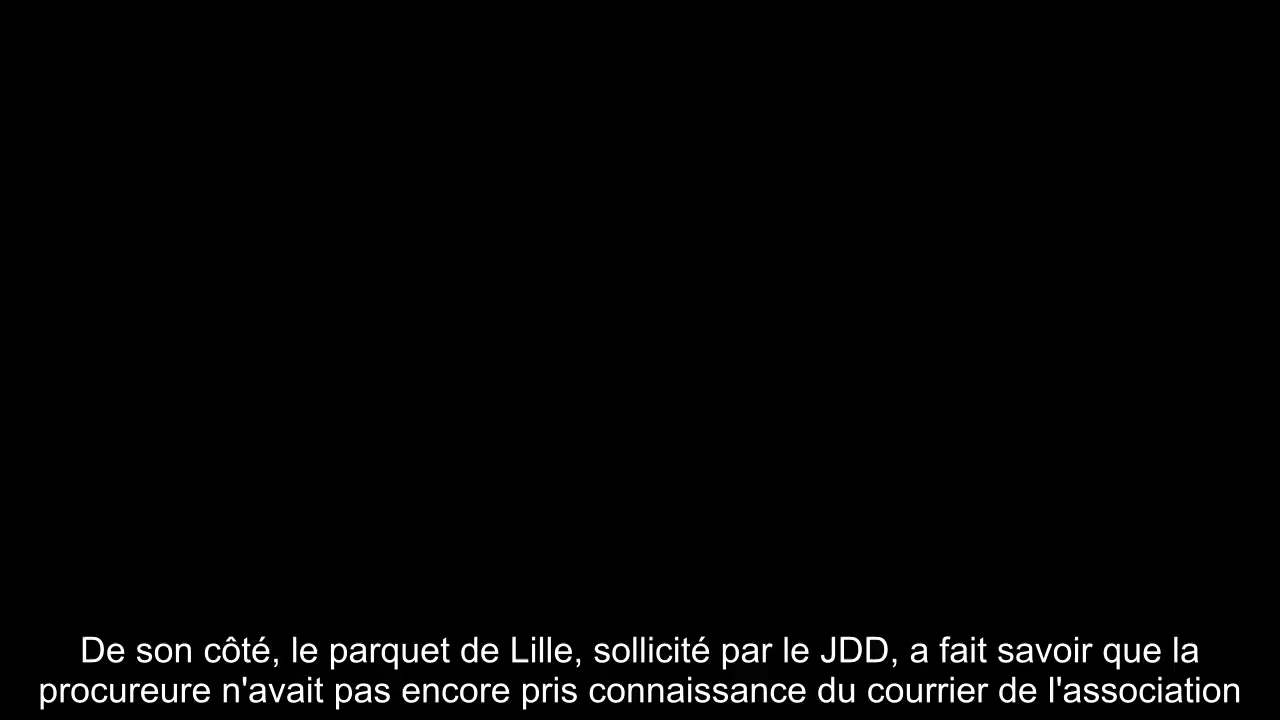 De son côté, le parquet de Lille, sollicité par le JDD, a fait savoir que la
procureure n'avait pas encore pris connaissance du courrier de l'association